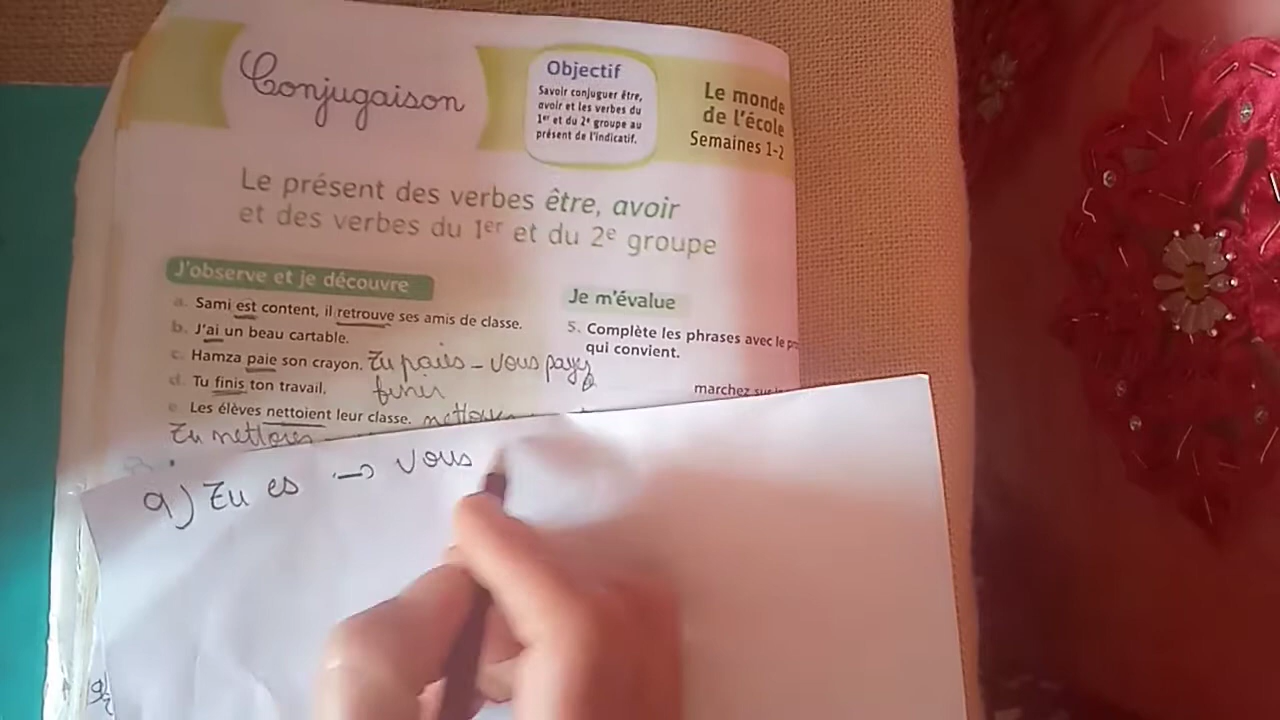 Conjugaison
Objectif
Savoir conjuguer être,
avoir et les verbes du
1er et du 2e groupe au
présent de l'indicatif.
Le monde
de l'école
Semaines 1-2
Le présent des verbes être, avoir
et des verbes du 1er et du 2e groupe
J'observe et je découvre
a. Sami est content, il retrouve ses amis de classe.
b. J'ai un beau cartable.
c. Hamza paie son crayon. Tu paies - vous payez
d. Tu finis ton travail. finir
e. Les élèves nettoient leur classe.
Tu nettoies
Je m'évalue
5. Complète les phrases avec le
qui convient.
marchez
a) Tu es → Vous